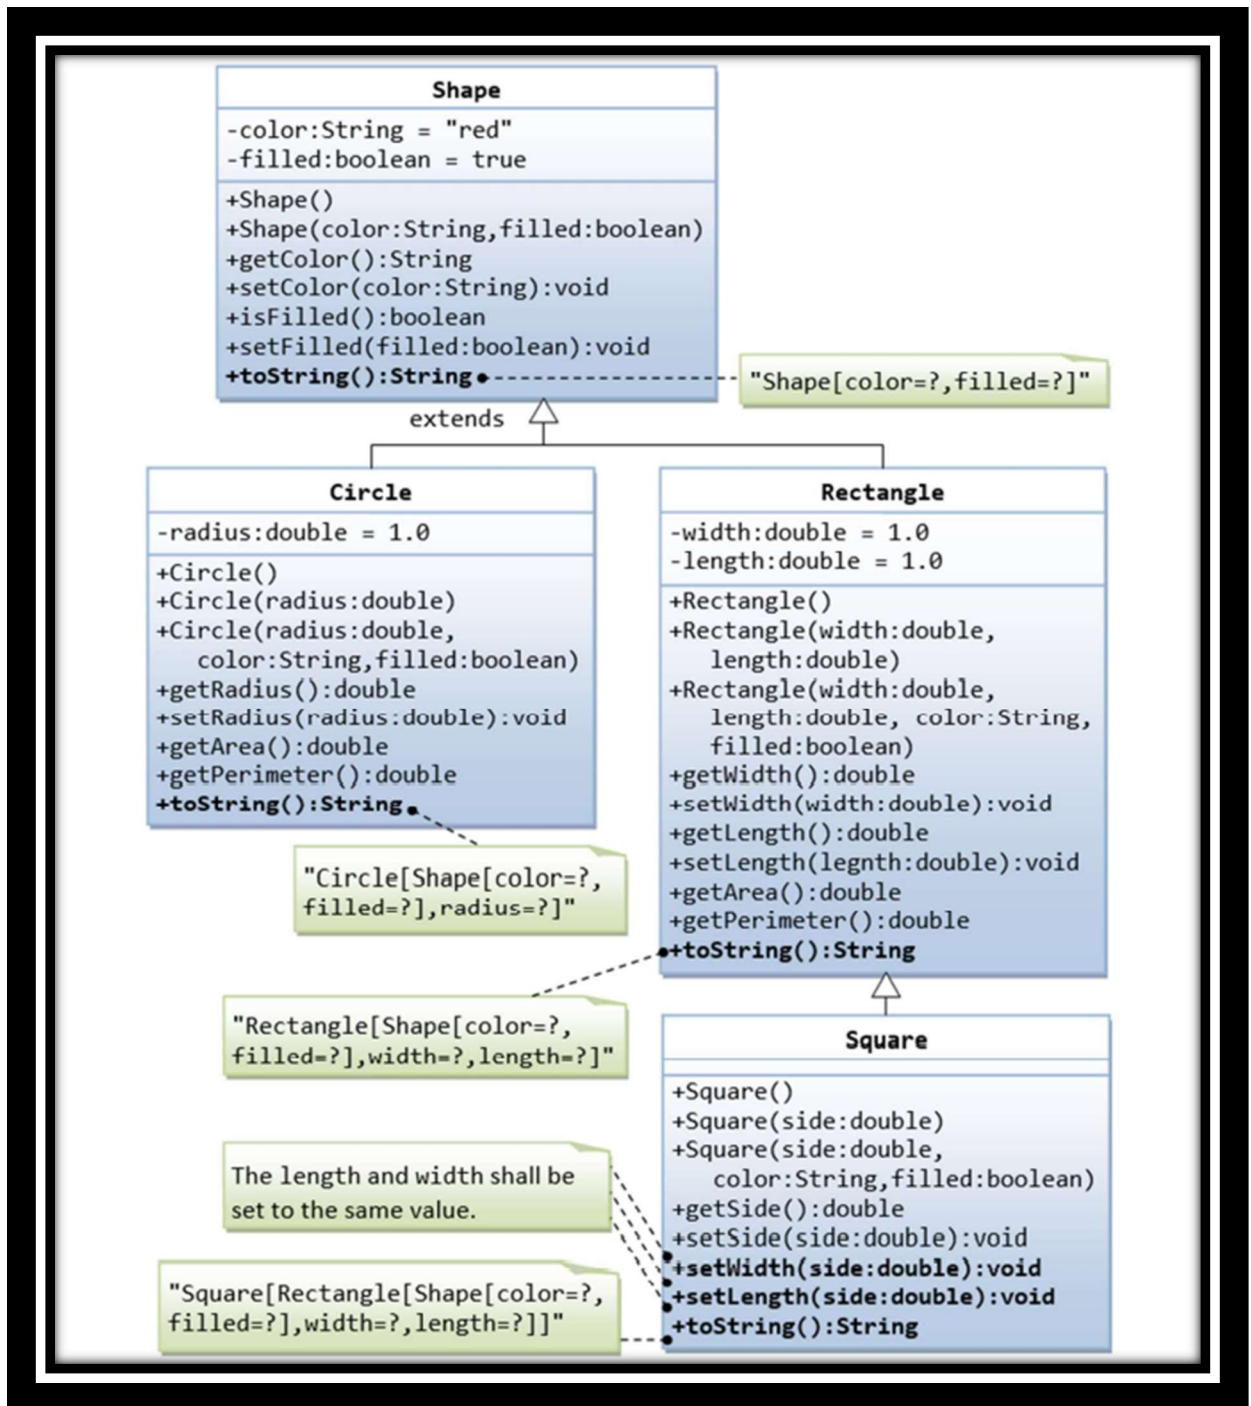 Shape
-color:String = "red"
-filled:boolean = true
+Shape()
+Shape(color:String,filled:boolean)
+getColor():String
+setColor(color:String):void
+isFilled():boolean
+setFilled(filled:boolean):void
+toString():String
"Shape[color=?,filled=?]"
extends
Circle
-radius:double = 1.0
+Circle()
+Circle(radius:double)
+Circle(radius:double,
color:String,filled:boolean)
+getRadius():double
+setRadius(radius:double):void
+getArea():double
+getPerimeter():double
+toString():String
"Circle[Shape[color=?,
filled=?],radius=?]"
Rectangle
-width:double = 1.0
-length:double = 1.0
+Rectangle()
+Rectangle(width:double,
length:double)
+Rectangle(width:double,
length:double, color:String,
filled:boolean)
+getWidth():double
+setWidth(width:double):void
+getLength():double
+setLength(legnth:double):void
+getArea():double
+getPerimeter():double
+toString():String
"Rectangle[Shape[color=?,
filled=?],width=?,length=?]"
Square
+Square()
+Square(side:double)
+Square(side:double,
color:String,filled:boolean)
+getSide():double
+setSide(side:double):void
+setWidth(side:double):void
+setLength(side:double):void
+toString():String
The length and width shall be
set to the same value.
"Square[Rectangle[Shape[color=?,
filled=?],width=?,length=?]]"